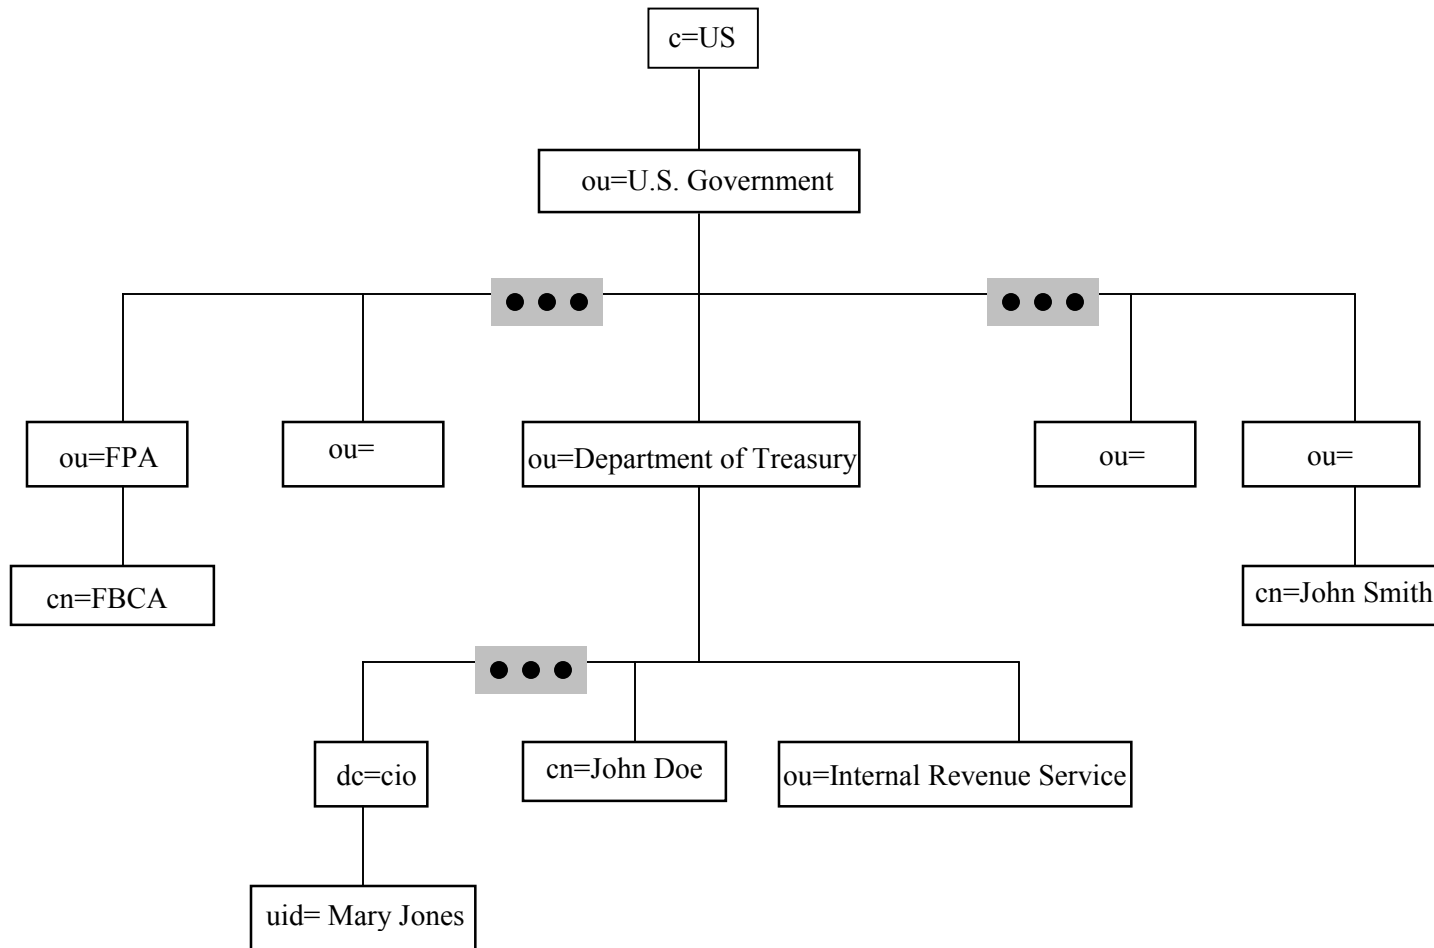 c=US
ou=U.S. Government
ou=FPA
ou=
ou=Department of Treasury
ou=
ou=
cn=FBCA
cn=John Smith
dc=cio
cn=John Doe
ou=Internal Revenue Service
uid= Mary Jones